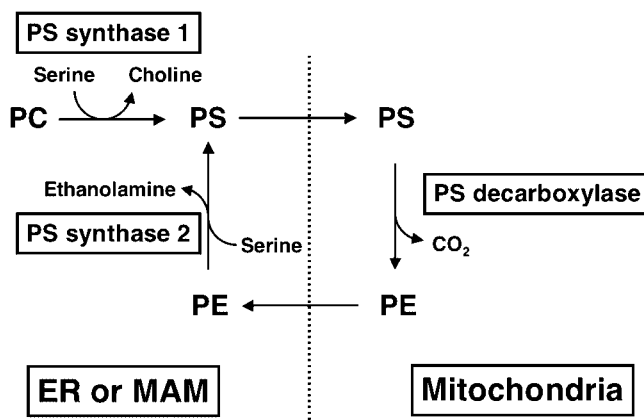 PS synthase 1
Serine Choline
PC PS PS
Ethanolamine
PS decarboxylase
PS synthase 2
Serine
CO₂
PE PE
ER or MAM
Mitochondria